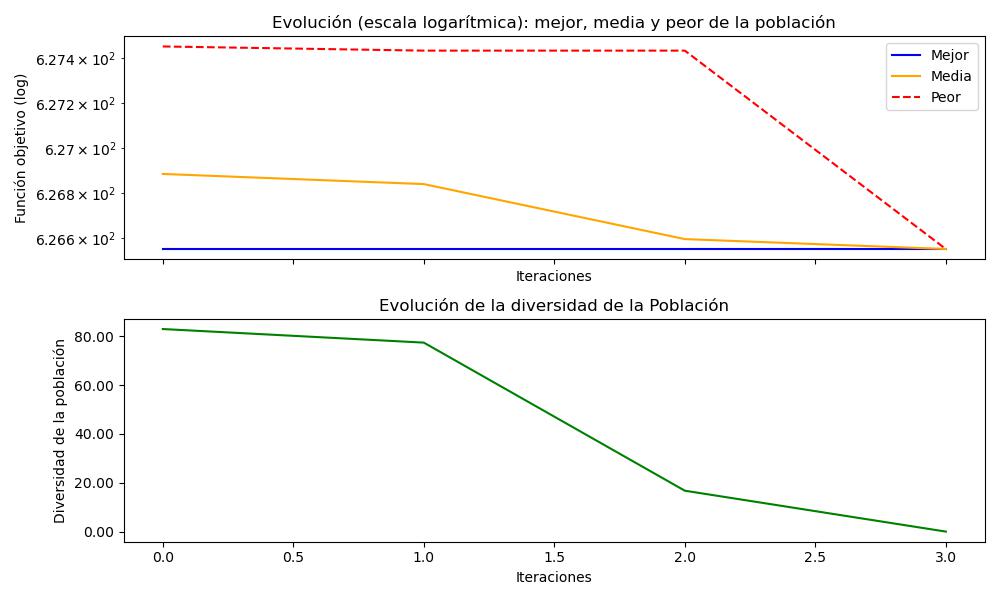 Evolución (escala logarítmica): mejor, media y peor de la población
Función objetivo (log)
6.274 × 10²
6.272 × 10²
6.27 × 10²
6.268 × 10²
6.266 × 10²
Mejor
Media
Peor
Iteraciones
Evolución de la diversidad de la Población
Diversidad de la población
80.00
60.00
40.00
20.00
0.00
0.0 0.5 1.0 1.5 2.0 2.5 3.0
Iteraciones